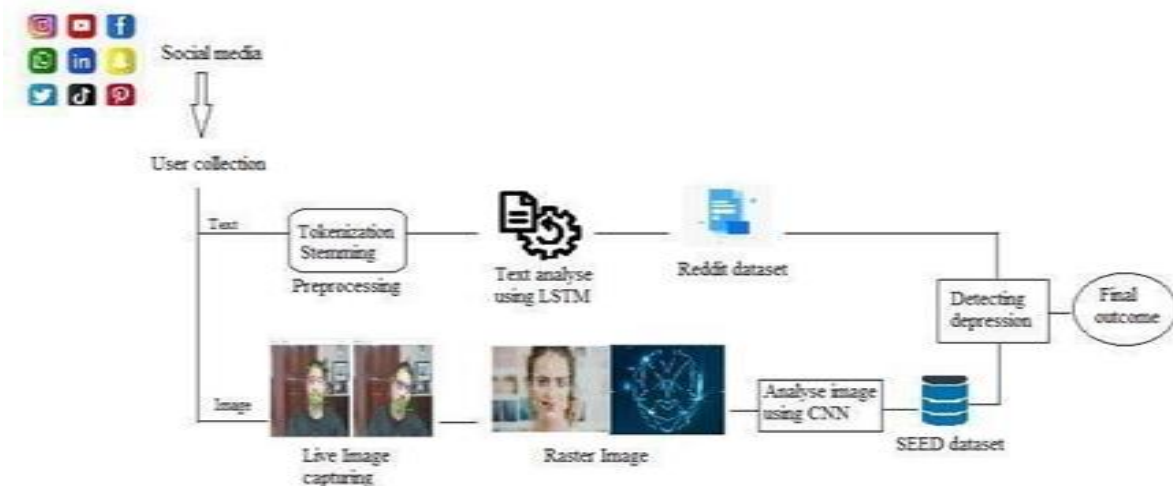 Social media
User collection
Text
Tokenization
Stemming
Preprocessing
Text analyse
using LSTM
Reddit dataset
Detecting
depression
Final
outcome
Image
Live Image
capturing
Raster Image
Analyse image
using CNN
SEED dataset